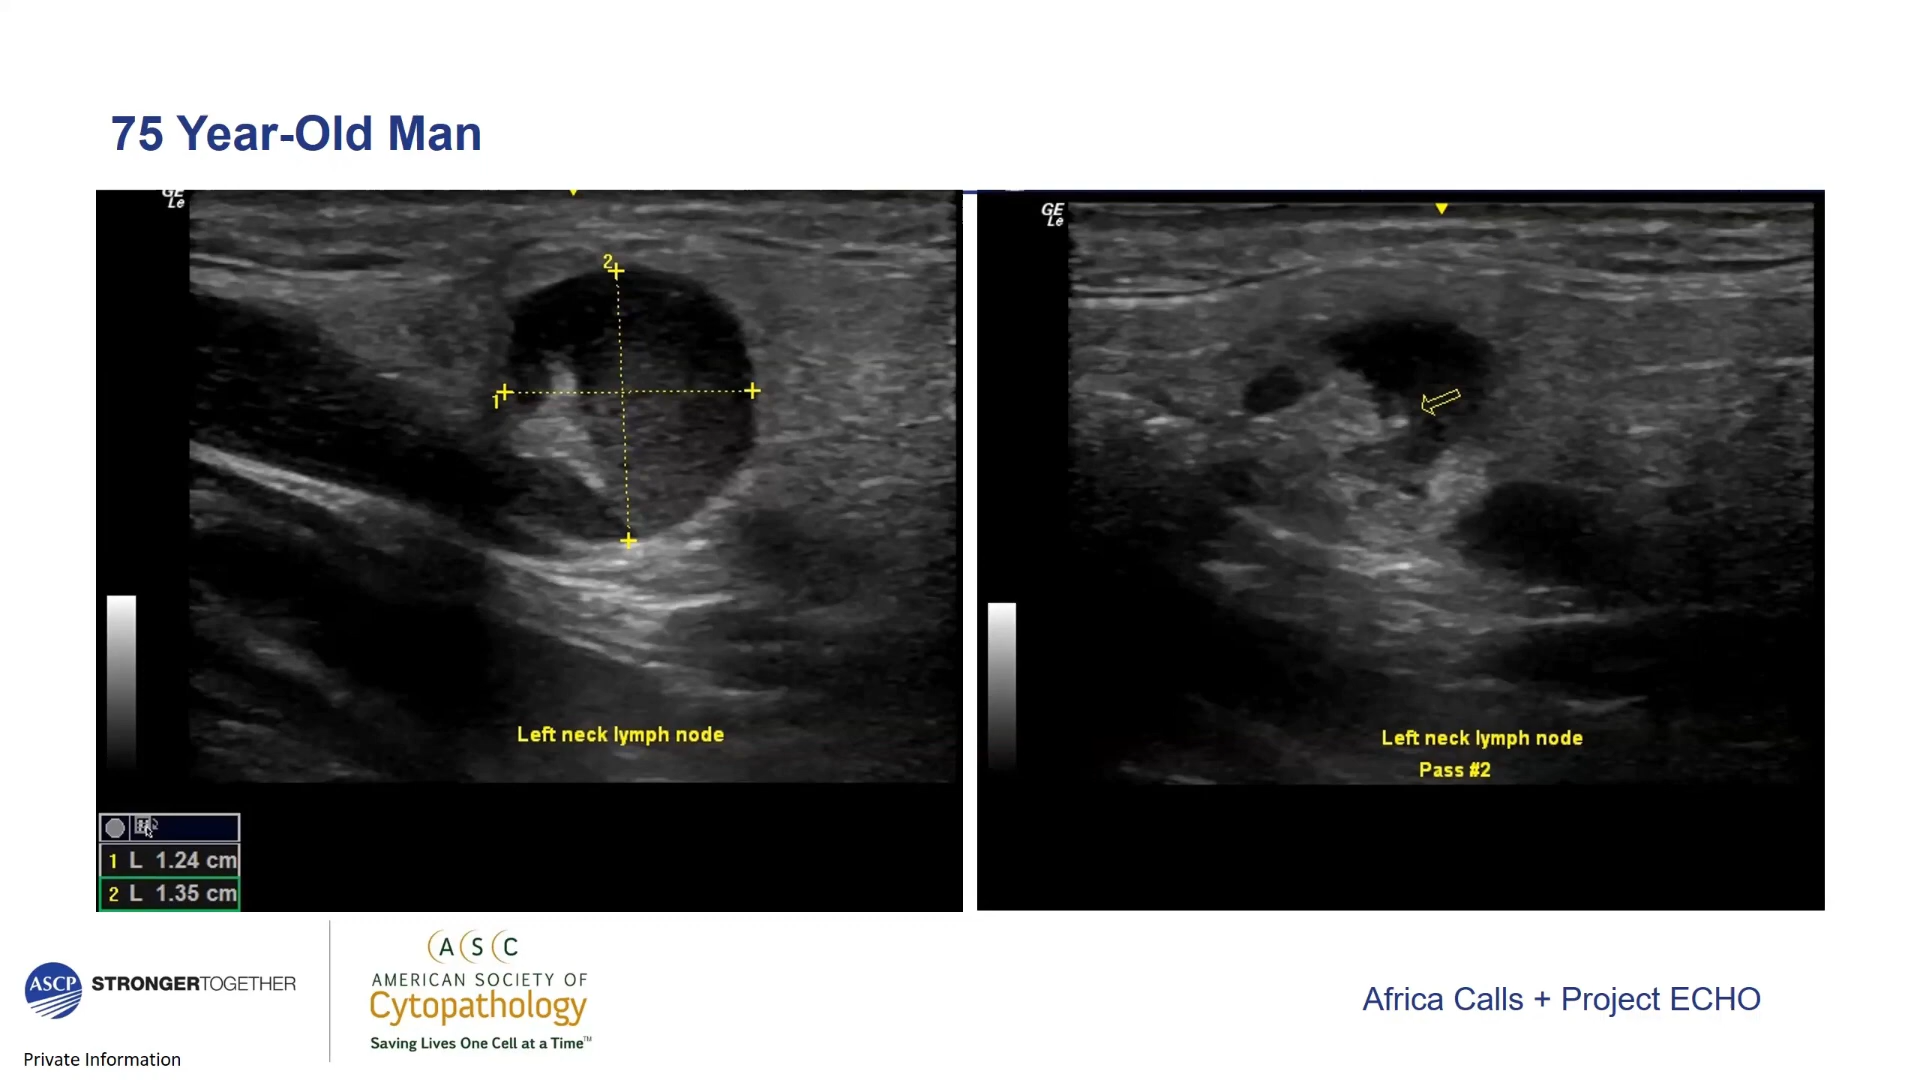 75 Year-Old Man
GE
Le
2
1
Left neck lymph node
1 L 1.24 cm
2 L 1.35 cm
GE
Le
Left neck lymph node
Pass #2
ASCP STRONGERTOGETHER
Private Information
ASC
AMERICAN SOCIETY OF
Cytopathology
Saving Lives One Cell at a Time™
Africa Calls + Project ECHO